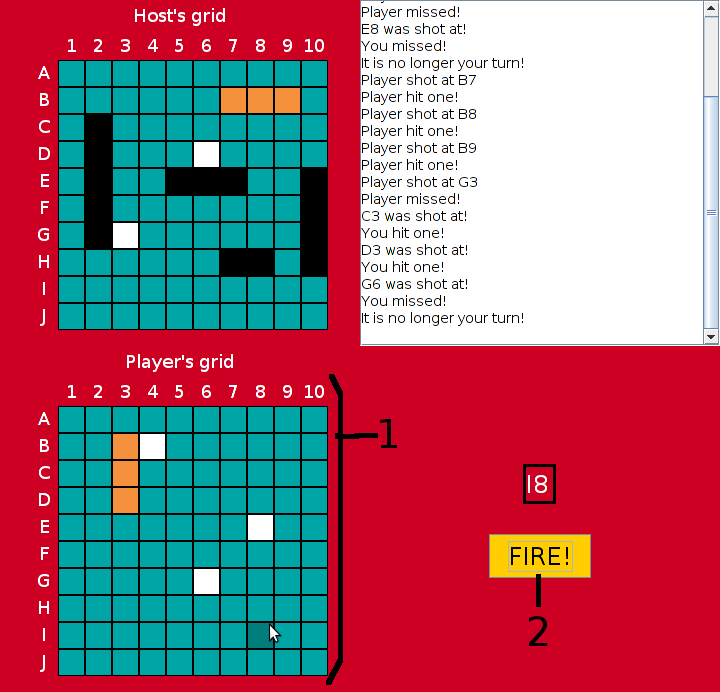 Host's grid
1 2 3 4 5 6 7 8 9 10
A
B
C
D
E
F
G
H
I
J
Player missed!
E8 was shot at!
You missed!
It is no longer your turn!
Player shot at B7
Player hit one!
Player shot at B8
Player hit one!
Player shot at B9
Player hit one!
Player shot at G3
Player missed!
C3 was shot at!
You hit one!
D3 was shot at!
You hit one!
G6 was shot at!
You missed!
It is no longer your turn!
Player's grid
1 2 3 4 5 6 7 8 9 10
A
B
C
D
E
F
G
H
I
J
1
I8
FIRE!
2